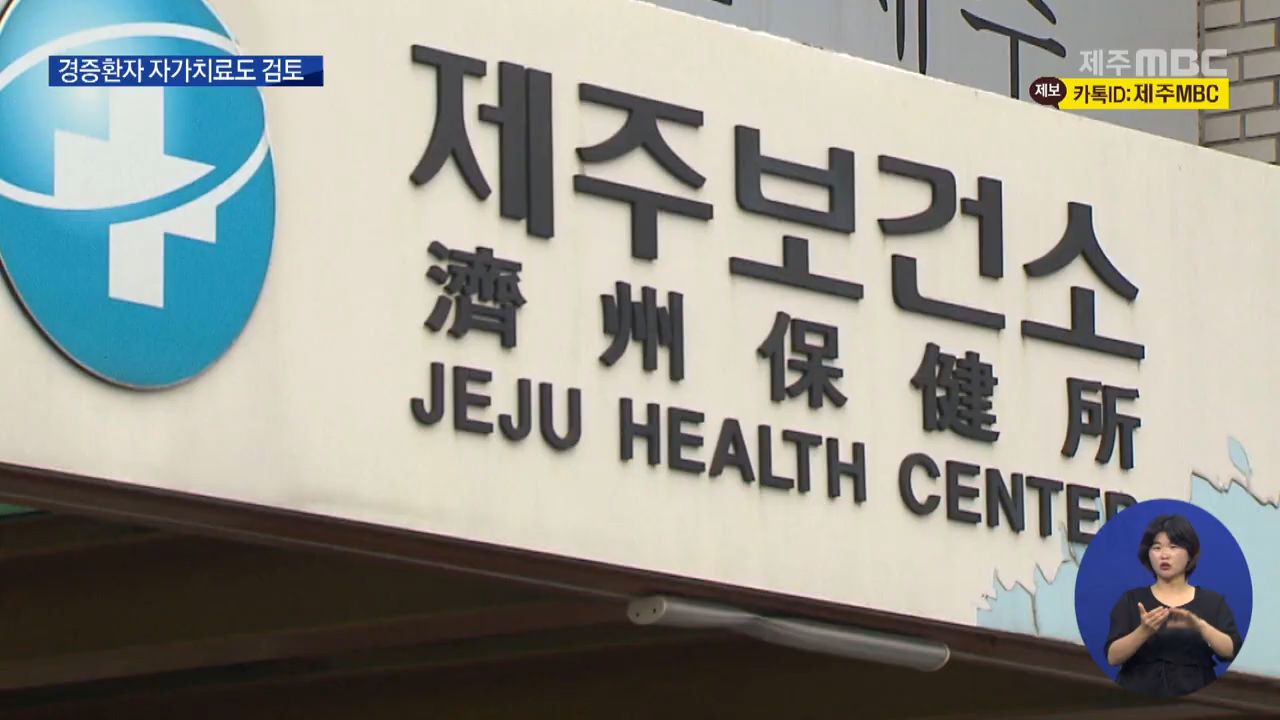 경증환자 자가치료도 검토
제주MBC
제보 카톡ID:제주MBC
제주보건소
濟州保健所
JEJU HEALTH CENTER